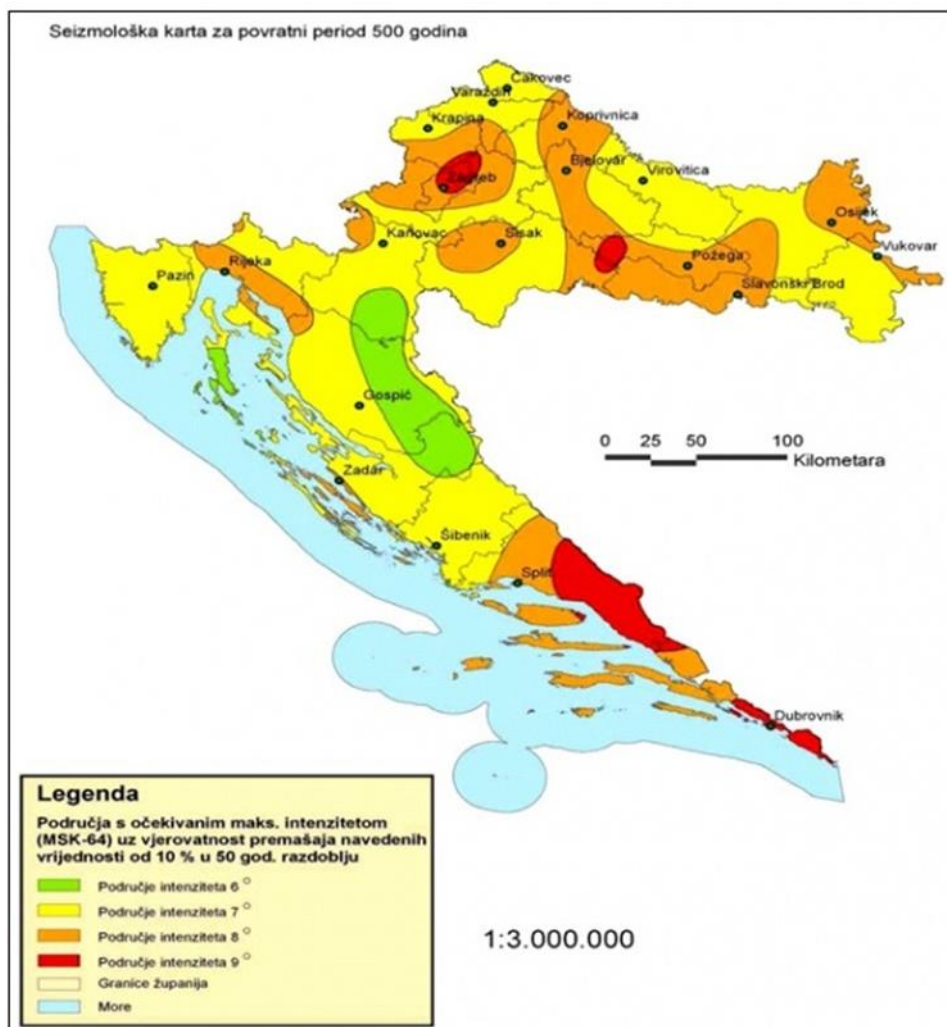 Seizmološka karta za povratni period 500 godina
Čakovec
Varaždin
Krapina
Koprivnica
Zagreb
Bjelovar
Virovitica
Osijek
Kaňovac
Sisak
Vukovar
Rijeka
Požega
Pazin
Slavonškr Brod
Gospič
0 25 50 100
Kilometara
Zadar
Šibenik
Split
Dubrovnik
Legenda
Područja s očekivanim maks. intenzitetom
(MSK-64) uz vjerovatnost premašaja navedenih
vrijednosti od 10 % u 50 god. razdoblju
Područje intenziteta 6 °
Područje intenziteta 7 °
Područje intenziteta 8 °
Područje intenziteta 9 °
Granice županija
More
1:3.000.000